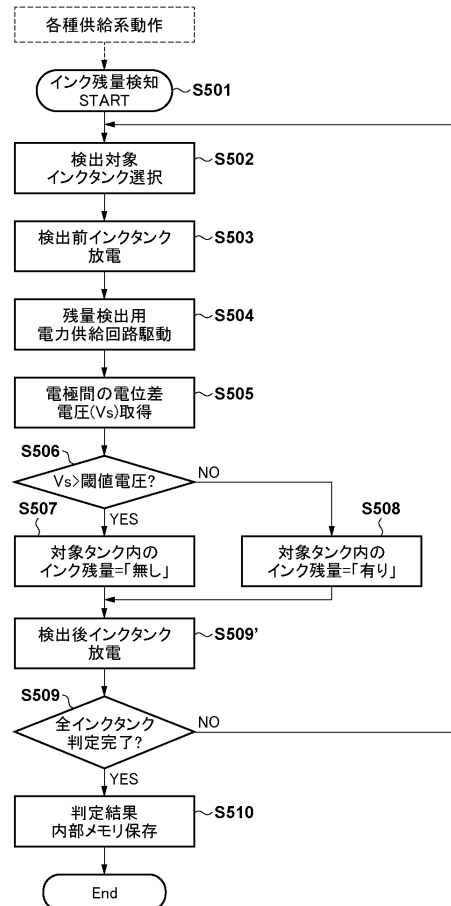 各種供給系動作
インク残量検知
START
S501
検出対象
インクタンク選択
S502
検出前インクタンク
放電
S503
残量検出用
電力供給回路駆動
S504
電極間の電位差
電圧(Vs)取得
S505
S506
Vs>閾値電圧?
NO
YES
S507
対象タンク内の
インク残量=「無し」
S508
対象タンク内の
インク残量=「有り」
検出後インクタンク
放電
S509'
S509
全インクタンク
判定完了?
NO
YES
判定結果
内部メモリ保存
S510
End